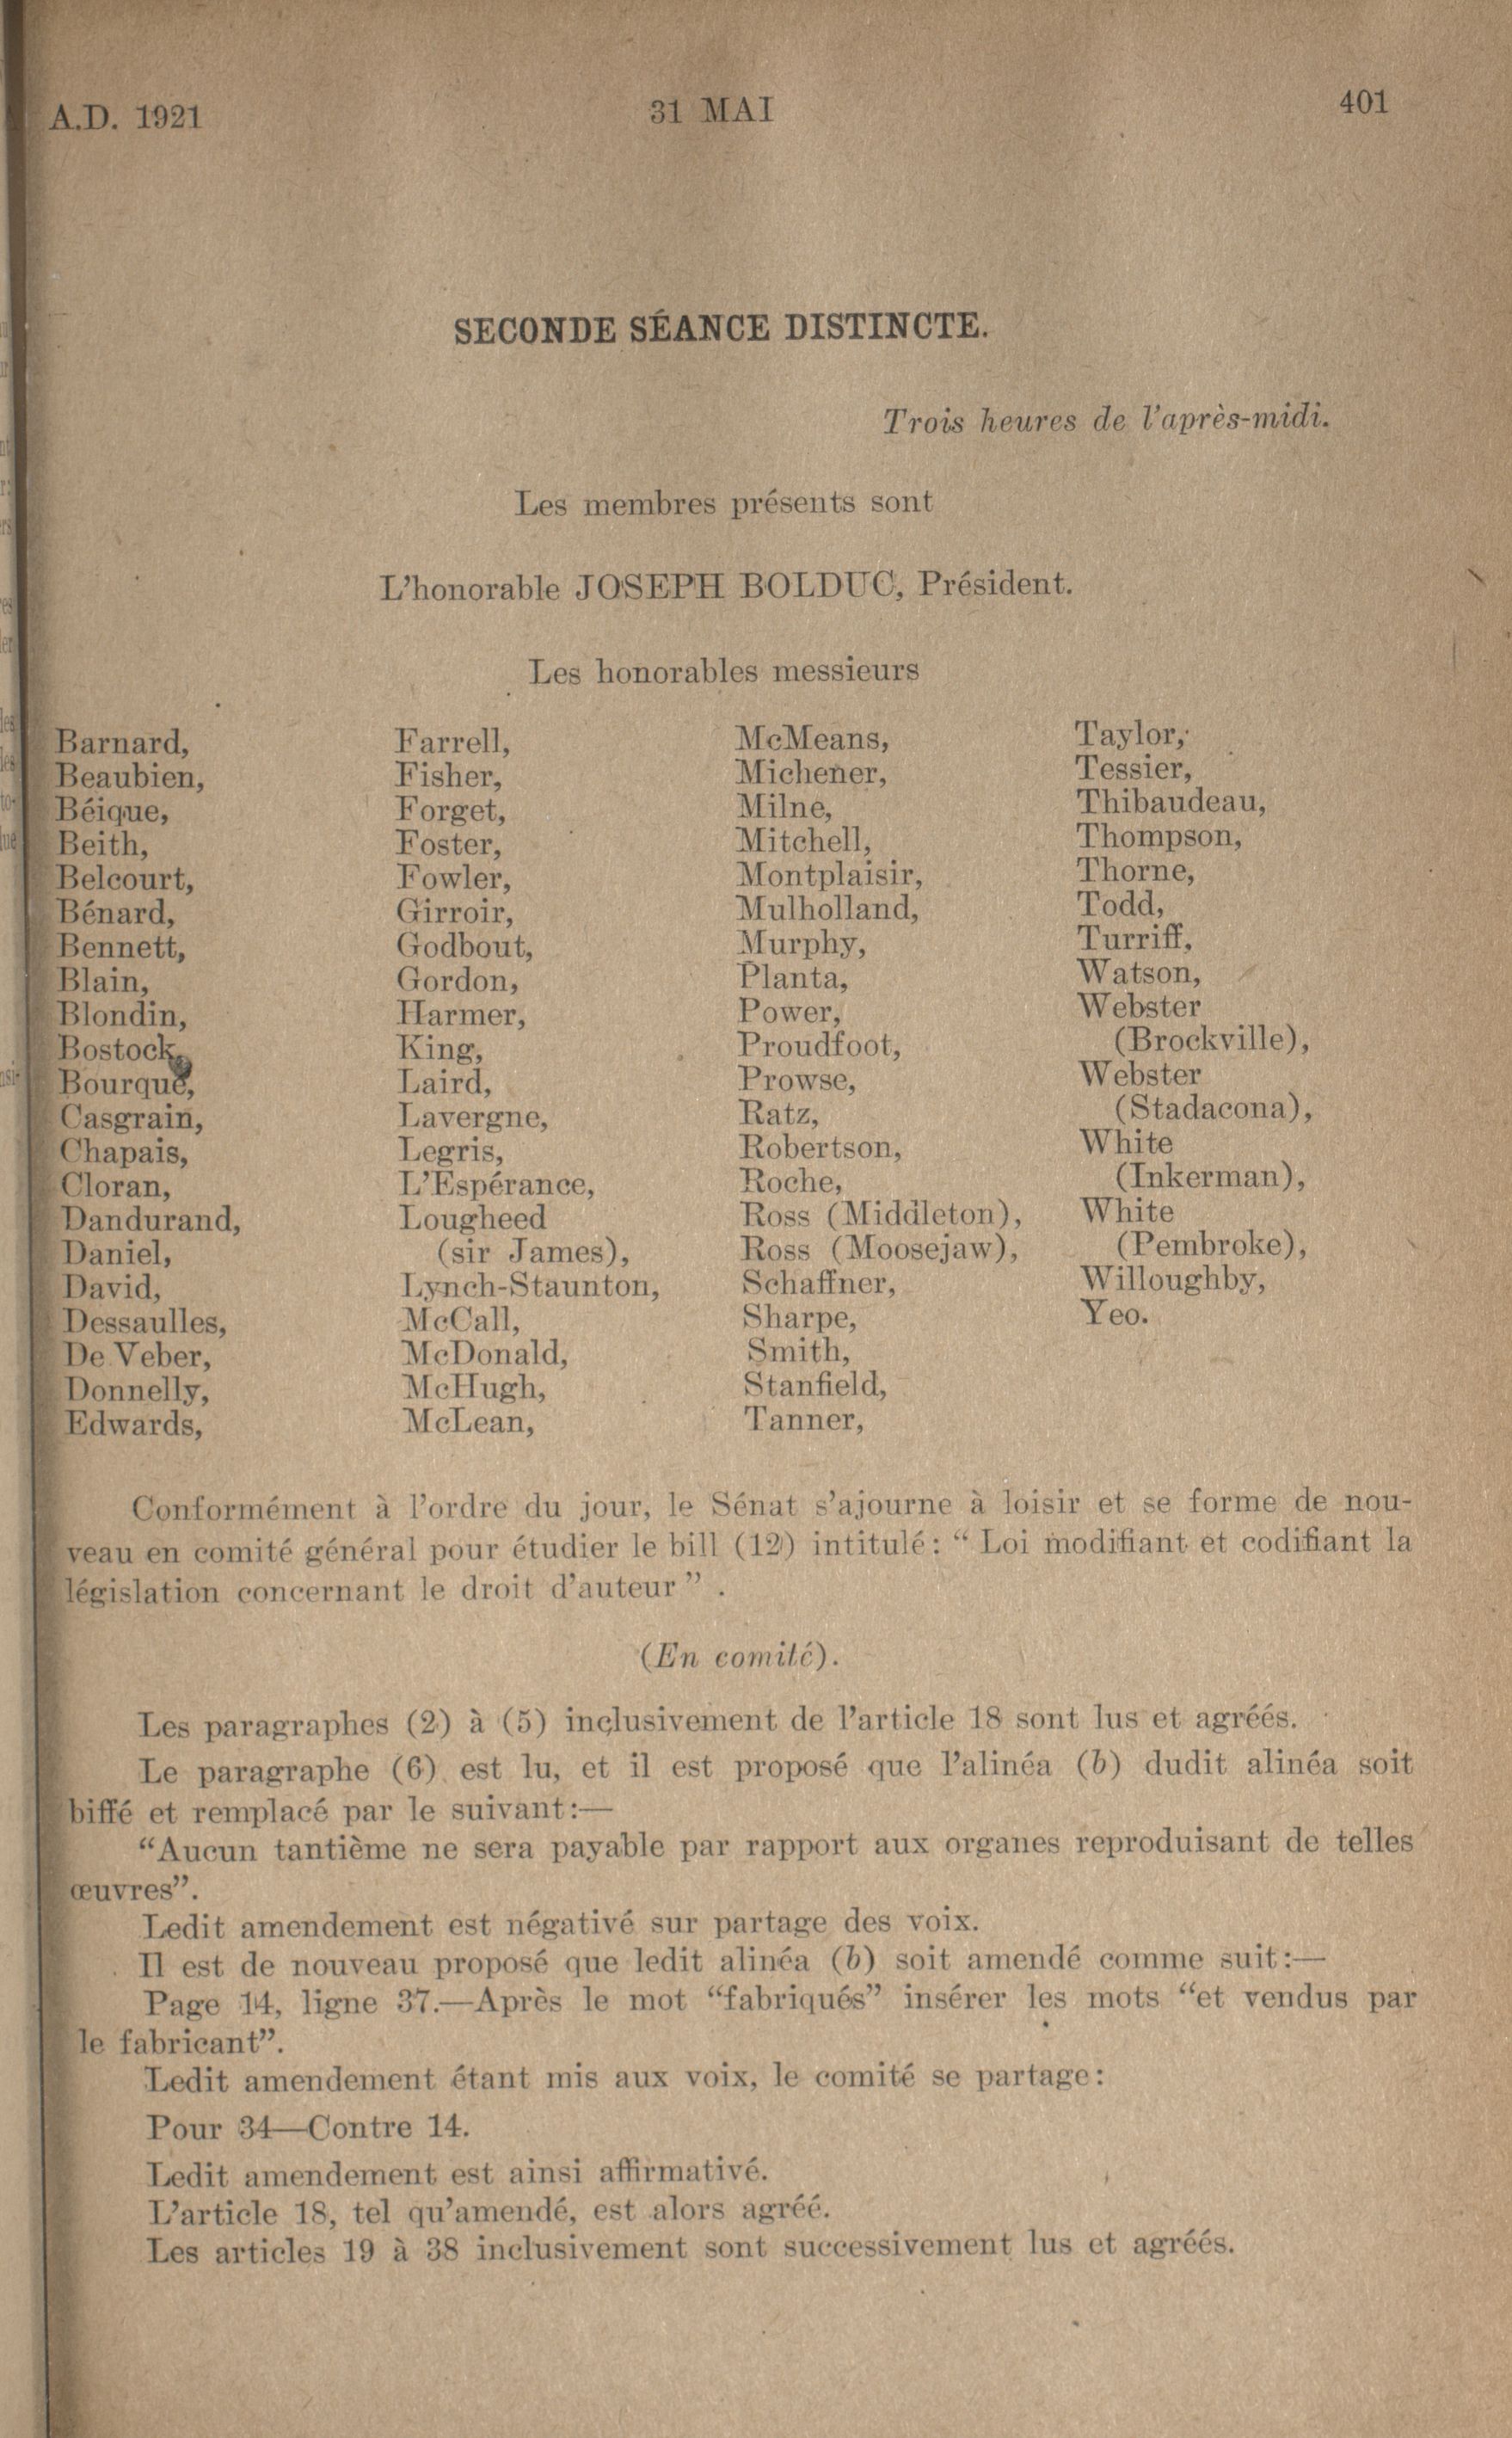 A.D. 1921
31 MAI
401
SECONDE SÉANCE DISTINCTE.
Trois heures de l'après-midi.
Les membres présents sont
L'honorable JOSEPH BOLDUC, Président.
Les honorables messieurs
Barnard,
Beaubien,
Béique,
Beith,
Belcourt,
Bénard,
Bennett,
Blain,
Blondin,
Bostock,
Bourque,
Casgrain,
Chapais,
Cloran,
Dandurand,
Daniel,
David,
Dessaulles,
De Veber,
Donnelly,
Edwards,
Farrell,
Fisher,
Forget,
Foster,
Fowler,
Girroir,
Godbout,
Gordon,
Harmer,
King,
Laird,
Lavergne,
Legris,
L'Espérance,
Lougheed
(sir James),
Lynch-Staunton,
McCall,
McDonald,
McHugh,
McLean,
McMeans,
Michener,
Milne,
Mitchell,
Montplaisir,
Mulholland,
Murphy,
Planta,
Power,
Proudfoot,
Prowse,
Ratz,
Robertson,
Roche,
Ross (Middleton),
Ross (Moosejaw),
Schaffner,
Sharpe,
Smith,
Stanfield,
Tanner,
Taylor,
Tessier,
Thibaudeau,
Thompson,
Thorne,
Todd,
Turriff,
Watson,
Webster
(Brockville),
Webster
(Stadacona),
White
(Inkerman),
White
(Pembroke),
Willoughby,
Yeo.
Conformément à l'ordre du jour, le Sénat s'ajourne à loisir et se forme de nou-
veau en comité général pour étudier le bill (12) intitulé: " Loi modifiant et codifiant la
législation concernant le droit d'auteur " .
(En comité).
Les paragraphes (2) à (5) inclusivement de l'article 18 sont lus et agréés.
Le paragraphe (6) est lu, et il est proposé que l'alinéa (b) dudit alinéa soit
biffé et remplacé par le suivant:—
"Aucun tantième ne sera payable par rapport aux organes reproduisant de telles
œuvres".
Ledit amendement est négativé sur partage des voix.
Il est de nouveau proposé que ledit alinéa (b) soit amendé comme suit:—
Page 14, ligne 37.—Après le mot "fabriqués" insérer les mots "et vendus par
le fabricant".
Ledit amendement étant mis aux voix, le comité se partage:
Pour 34—Contre 14.
Ledit amendement est ainsi affirmativé.
L'article 18, tel qu'amendé, est alors agréé.
Les articles 19 à 38 inclusivement sont successivement lus et agréés.